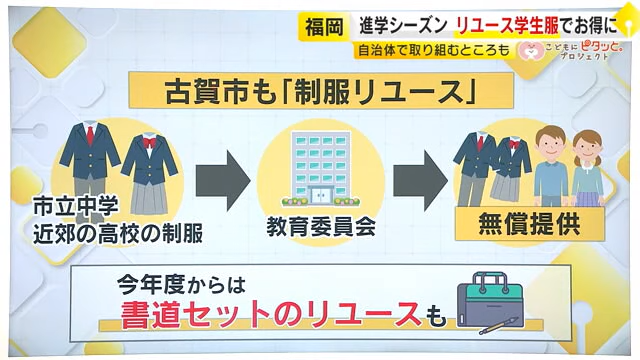 福岡
進学シーズン リユース学生服でお得に
自治体で取り組むところも
こどもにピタッと。
プロジェクト
古賀市も「制服リユース」
市立中学
近郊の高校の制服
教育委員会
無償提供
今年度からは
書道セットのリユースも